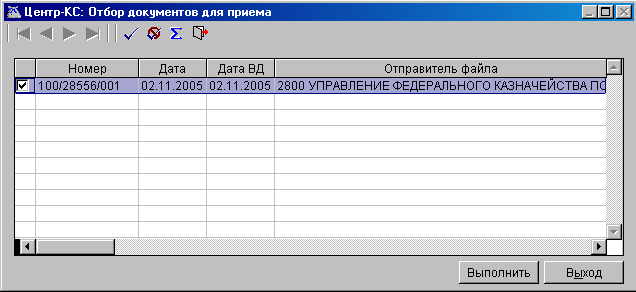 Центр-КС: Отбор документов для приема
Номер Дата Дата ВД Отправитель файла
100/28556/001 02.11.2005 02.11.2005 2800 УПРАВЛЕНИЕ ФЕДЕРАЛЬНОГО КАЗНАЧЕЙСТВА ПО
Выполнить Выход